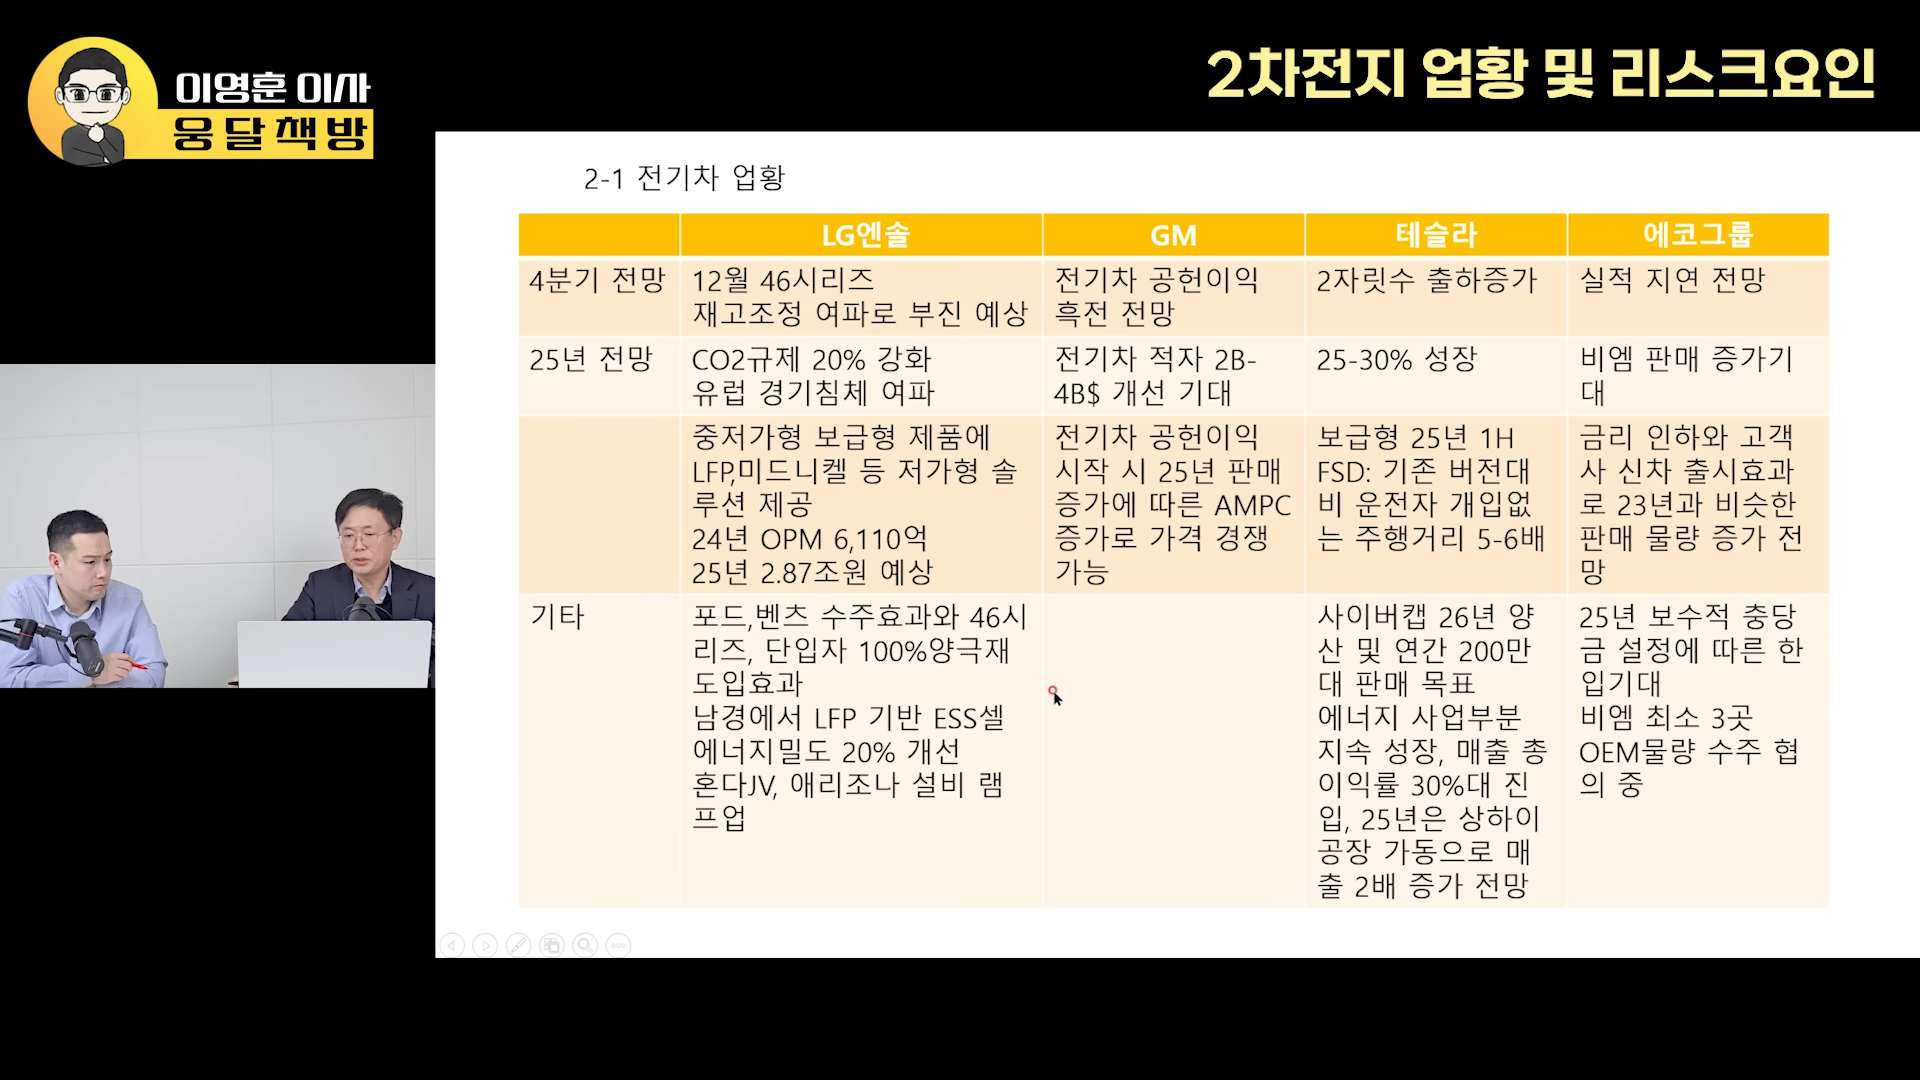 이영훈 이사
웅달책방
2차전지 업황 및 리스크요인
2-1 전기차 업황
LG엔솔
GM
테슬라
에코그룹
4분기 전망
12월 46시리즈
재고조정 여파로 부진 예상
전기차 공헌이익
흑전 전망
2자릿수 출하증가
실적 지연 전망
25년 전망
CO2규제 20% 강화
유럽 경기침체 여파
전기차 적자 2B-
4B$ 개선 기대
25-30% 성장
비엠 판매 증가기
대
중저가형 보급형 제품에
LFP,미드니켈 등 저가형 솔
루션 제공
24년 OPM 6,110억
25년 2.87조원 예상
전기차 공헌이익
시작 시 25년 판매
증가에 따른 AMPC
증가로 가격 경쟁
가능
보급형 25년 1H
FSD: 기존 버전대
비 운전자 개입없
는 주행거리 5-6배
금리 인하와 고객
사 신차 출시효과
로 23년과 비슷한
판매 물량 증가 전
망
기타
포드,벤츠 수주효과와 46시
리즈, 단입자 100%양극재
도입효과
남경에서 LFP 기반 ESS셀
에너지밀도 20% 개선
혼다JV, 애리조나 설비 램
프업
사이버캡 26년 양
산 및 연간 200만
대 판매 목표
에너지 사업부분
지속 성장, 매출 총
이익률 30%대 진
입, 25년은 상하이
공장 가동으로 매
출 2배 증가 전망
25년 보수적 충당
금 설정에 따른 한
입기대
비엠 최소 3곳
OEM물량 수주 협
의 중